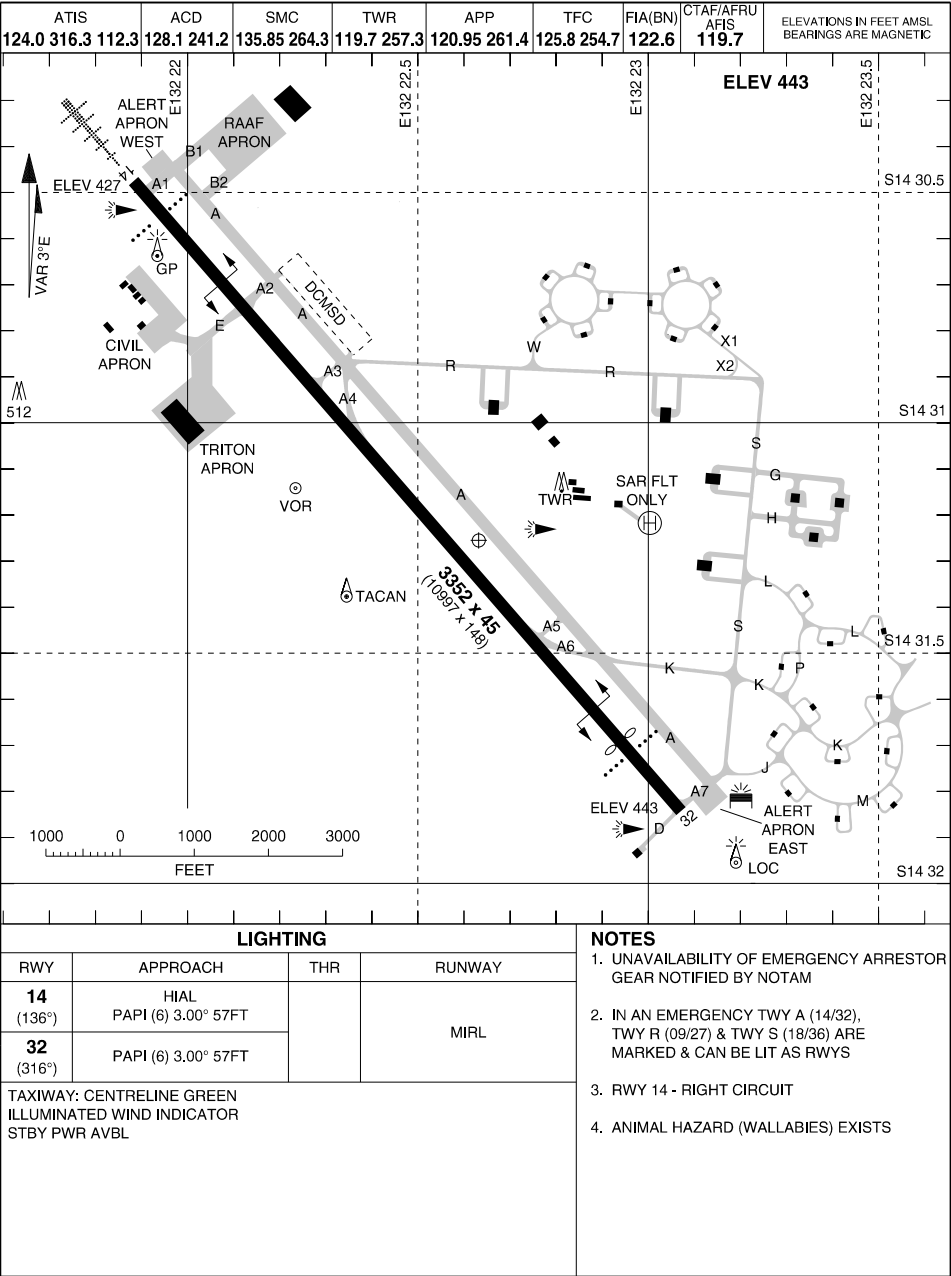 ATIS
124.0 316.3 112.3
ACD
128.1 241.2
SMC
135.85 264.3
TWR
119.7 257.3
APP
120.95 261.4
TFC
125.8 254.7
FIA(BN)
122.6
CTAF/AFRU
AFIS
119.7
ELEVATIONS IN FEET AMSL
BEARINGS ARE MAGNETIC
E132 22
E132 22.5
E132 23
E132 23.5
ELEV 443
ALERT
APRON
WEST
RAAF
APRON
B1
ELEV 427
A1
B2
S14 30.5
A
VAR 3°E
GP
A2
DCMSD
A
E
CIVIL
APRON
W
X1
X2
R
R
A3
A4
512
S14 31
TRITON
APRON
S
VOR
A
TWR
SAR FLT
ONLY
G
H
H
3352 x 45
(10997 x 148)
TACAN
L
L
A5
A6
S
S14 31.5
K
P
K
A
K
J
A7
M
ELEV 443
32
D
ALERT
APRON
EAST
LOC
1000
0
1000
2000
3000
FEET
S14 32
LIGHTING
RWY
APPROACH
THR
RUNWAY
14
(136°)
HIAL
PAPI (6) 3.00° 57FT
MIRL
32
(316°)
PAPI (6) 3.00° 57FT
TAXIWAY: CENTRELINE GREEN
ILLUMINATED WIND INDICATOR
STBY PWR AVBL
NOTES
1. UNAVAILABILITY OF EMERGENCY ARRESTOR
GEAR NOTIFIED BY NOTAM
2. IN AN EMERGENCY TWY A (14/32),
TWY R (09/27) & TWY S (18/36) ARE
MARKED & CAN BE LIT AS RWYS
3. RWY 14 - RIGHT CIRCUIT
4. ANIMAL HAZARD (WALLABIES) EXISTS